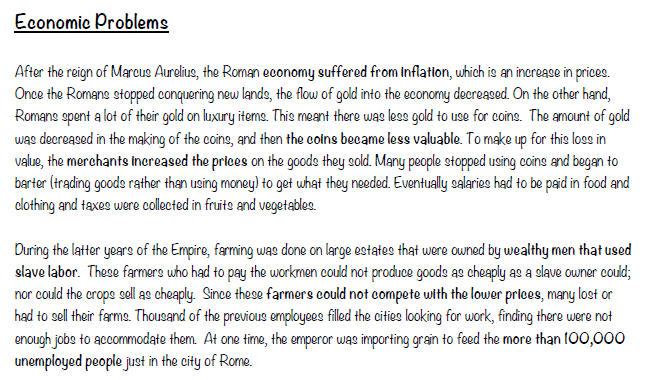 Economic Problems
After the reign of Marcus Aurelius, the Roman economy suffered from inflation, which is an increase in prices.
Once the Romans stopped conquering new lands, the flow of gold into the economy decreased. On the other hand,
Romans spent a lot of their gold on luxury items. This meant there was less gold to use for coins.  The amount of gold
was decreased in the making of the coins, and then the coins became less valuable. To make up for this loss in
value, the merchants increased the prices on the goods they sold. Many people stopped using coins and began to
barter (trading goods rather than using money) to get what they needed. Eventually salaries had to be paid in food and
clothing and taxes were collected in fruits and vegetables.
During the latter years of the Empire, farming was done on large estates that were owned by wealthy men that used
slave labor.  These farmers who had to pay the workmen could not produce goods as cheaply as a slave owner could;
nor could the crops sell as cheaply.  Since these farmers could not compete with the lower prices, many lost or
had to sell their farms. Thousand of the previous employees filled the cities looking for work, finding there were not
enough jobs to accommodate them.  At one time, the emperor was importing grain to feed the more than 100,000
unemployed people just in the city of Rome.